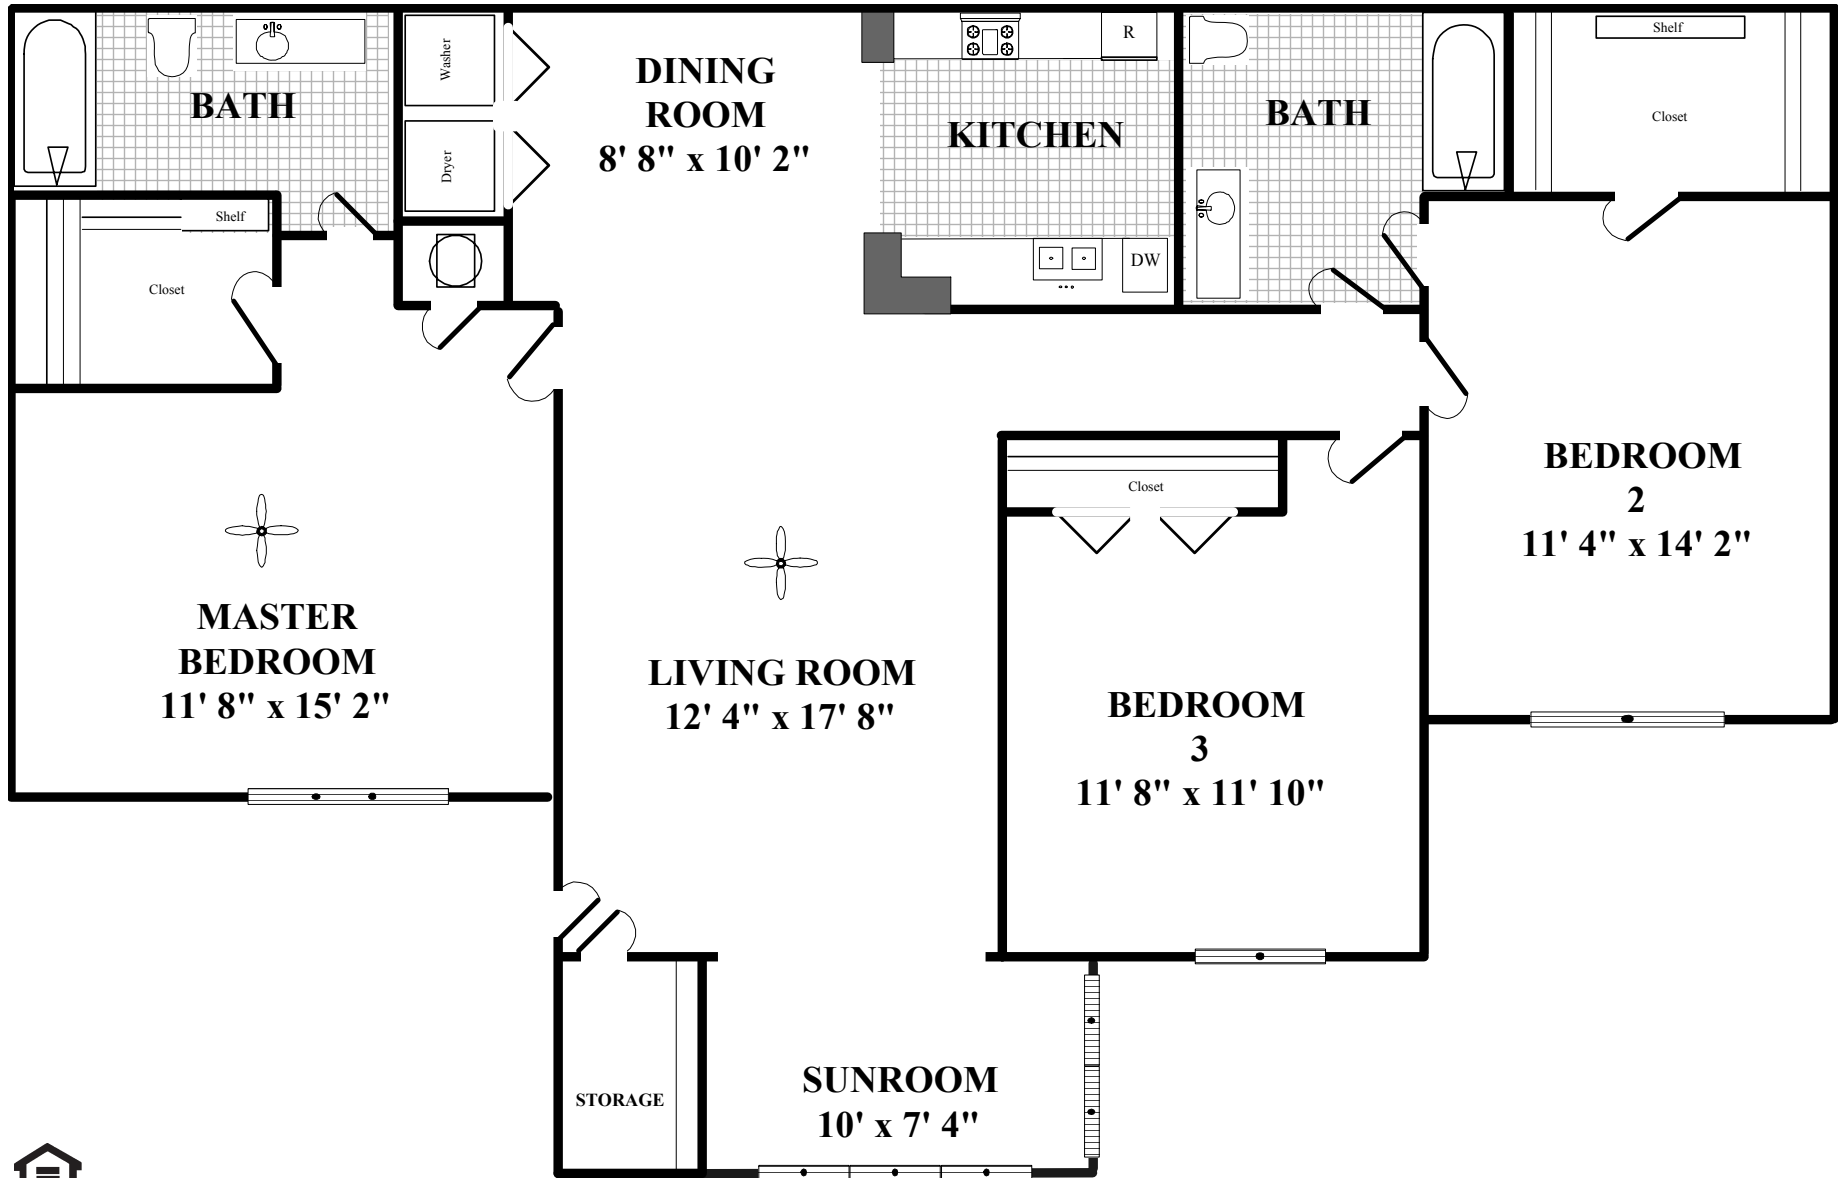 Washer
Dryer
BATH
DINING
ROOM
8' 8" x 10' 2"
R
KITCHEN
DW
BATH
Shelf
Closet
Shelf
Closet
Closet
BEDROOM
2
11' 4" x 14' 2"
MASTER
BEDROOM
11' 8" x 15' 2"
LIVING ROOM
12' 4" x 17' 8"
BEDROOM
3
11' 8" x 11' 10"
STORAGE
SUNROOM
10' x 7' 4"